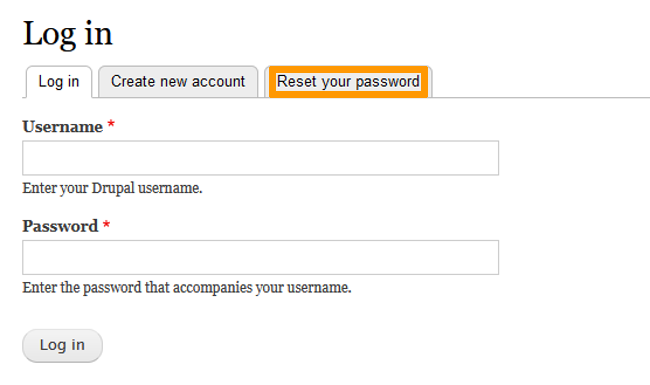 Log in
Log in Create new account Reset your password
Username *
Enter your Drupal username.
Password *
Enter the password that accompanies your username.
Log in